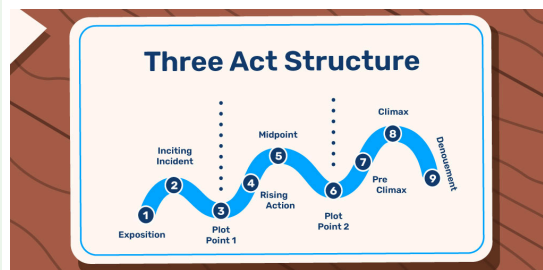 Three Act Structure
Climax
Midpoint
Inciting
Incident
8
5
7
Denouement
2
4
Pre
Climax
9
Rising
Action
6
1
3
Plot
Point 2
Exposition
Plot
Point 1